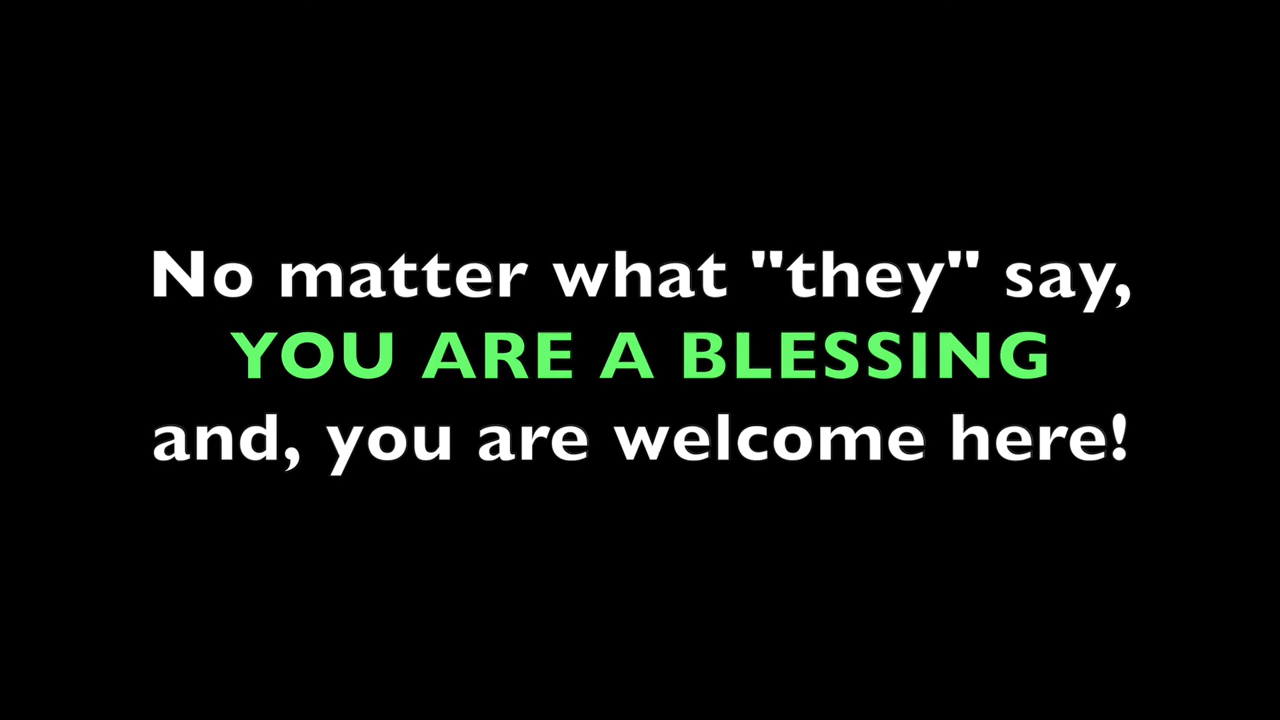 No matter what "they" say,
YOU ARE A BLESSING
and, you are welcome here!